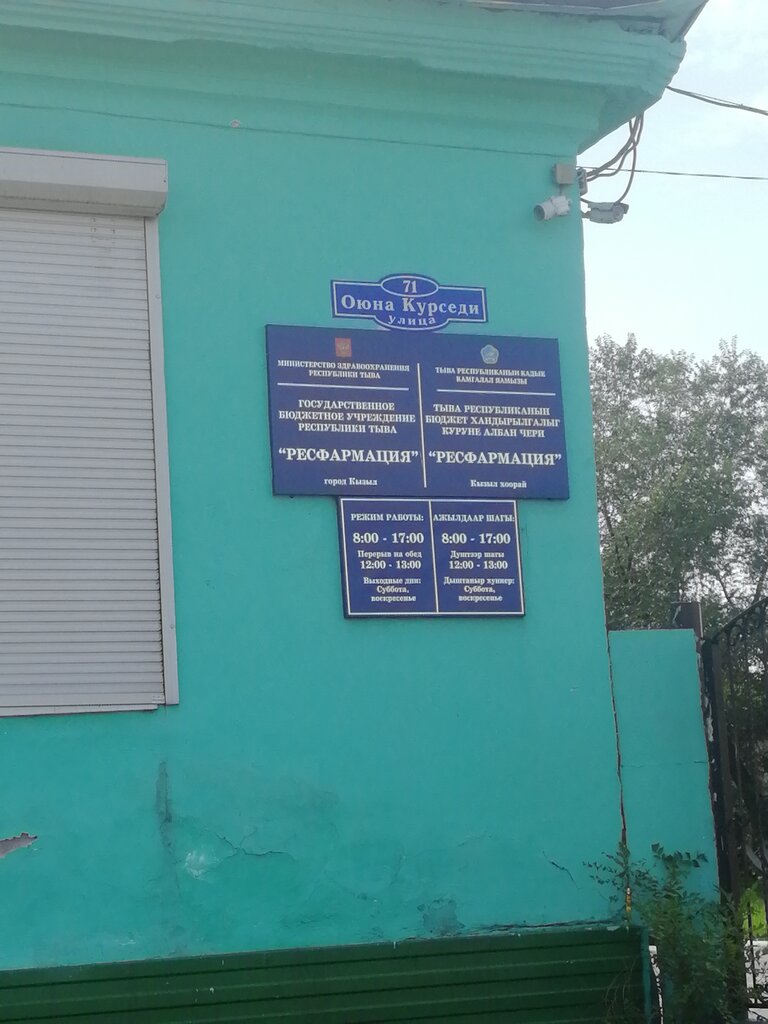 71
Оюна Курседи
улица
МИНИСТЕРСТВО ЗДРАВООХРАНЕНИЯ
РЕСПУБЛИКИ ТЫВА
ГОСУДАРСТВЕННОЕ
БЮДЖЕТНОЕ УЧРЕЖДЕНИЕ
РЕСПУБЛИКИ ТЫВА
"РЕСФАРМАЦИЯ"
город Кызыл
ТЫВА РЕСПУБЛИКАНЫН КАДЫК
КАМГАЛАЛ ЯАМЫЗЫ
ТЫВА РЕСПУБЛИКАНЫН
БЮДЖЕТ ХАНДЫРЫЛГАЛЫГ
КУРУНЕ АЛБАН ЧЕРИ
"РЕСФАРМАЦИЯ"
Кызыл хоорай
РЕЖИМ РАБОТЫ:
8:00 - 17:00
Перерыв на обед
12:00 - 13:00
Выходные дни:
Суббота,
воскресенье
АЖЫЛДААР ШАГЫ:
8:00 - 17:00
Душтээр шагы
12:00 - 13:00
Дыштаныр хуннер:
Суббота,
воскресенье